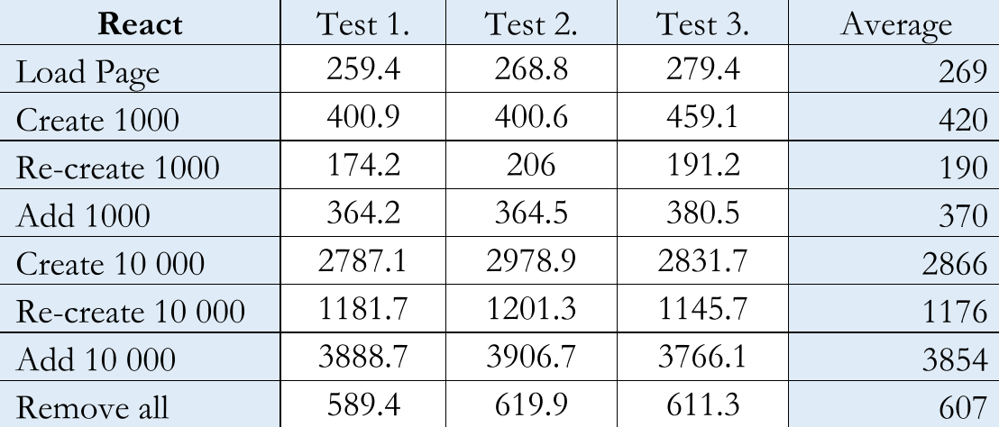 React Test 1. Test 2. Test 3. Average
Load Page 259.4 268.8 279.4 269
Create 1000 400.9 400.6 459.1 420
Re-create 1000 174.2 206 191.2 190
Add 1000 364.2 364.5 380.5 370
Create 10 000 2787.1 2978.9 2831.7 2866
Re-create 10 000 1181.7 1201.3 1145.7 1176
Add 10 000 3888.7 3906.7 3766.1 3854
Remove all 589.4 619.9 611.3 607